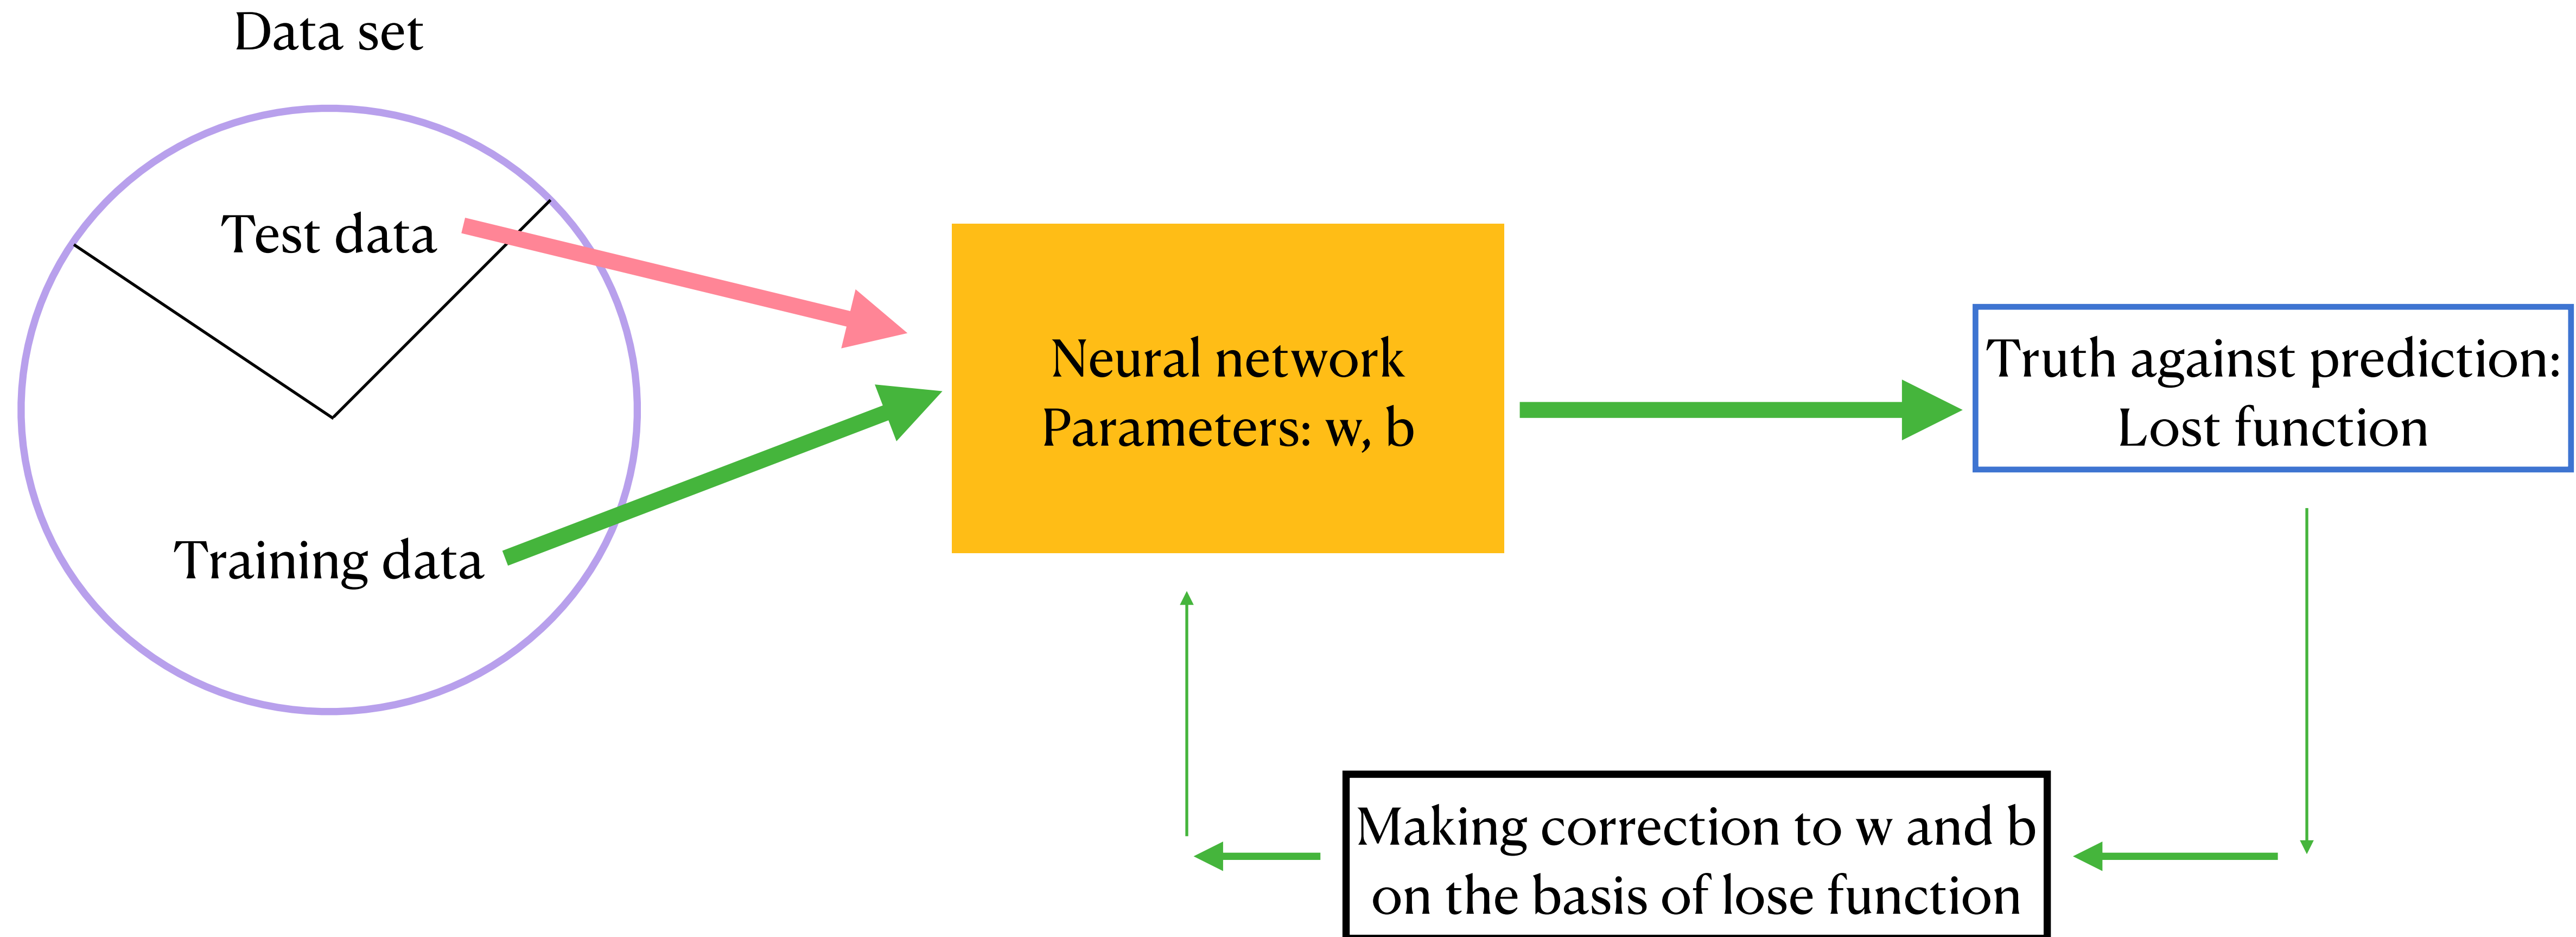 Data set
Test data
Training data
Neural network
Parameters: w, b
Truth against prediction:
Lost function
Making correction to w and b
on the basis of lose function